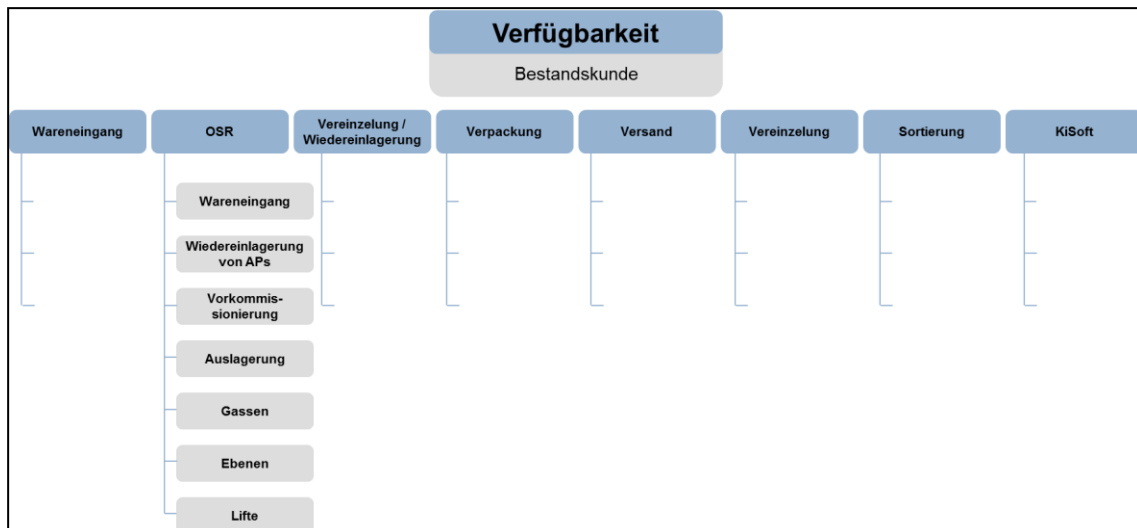 Verfügbarkeit
Bestandskunde
Wareneingang
OSR
Vereinzelung /
Wiedereinlagerung
Verpackung
Versand
Vereinzelung
Sortierung
KiSoft
Wareneingang
Wiedereinlagerung
von APs
Vorkommis-
sionierung
Auslagerung
Gassen
Ebenen
Lifte